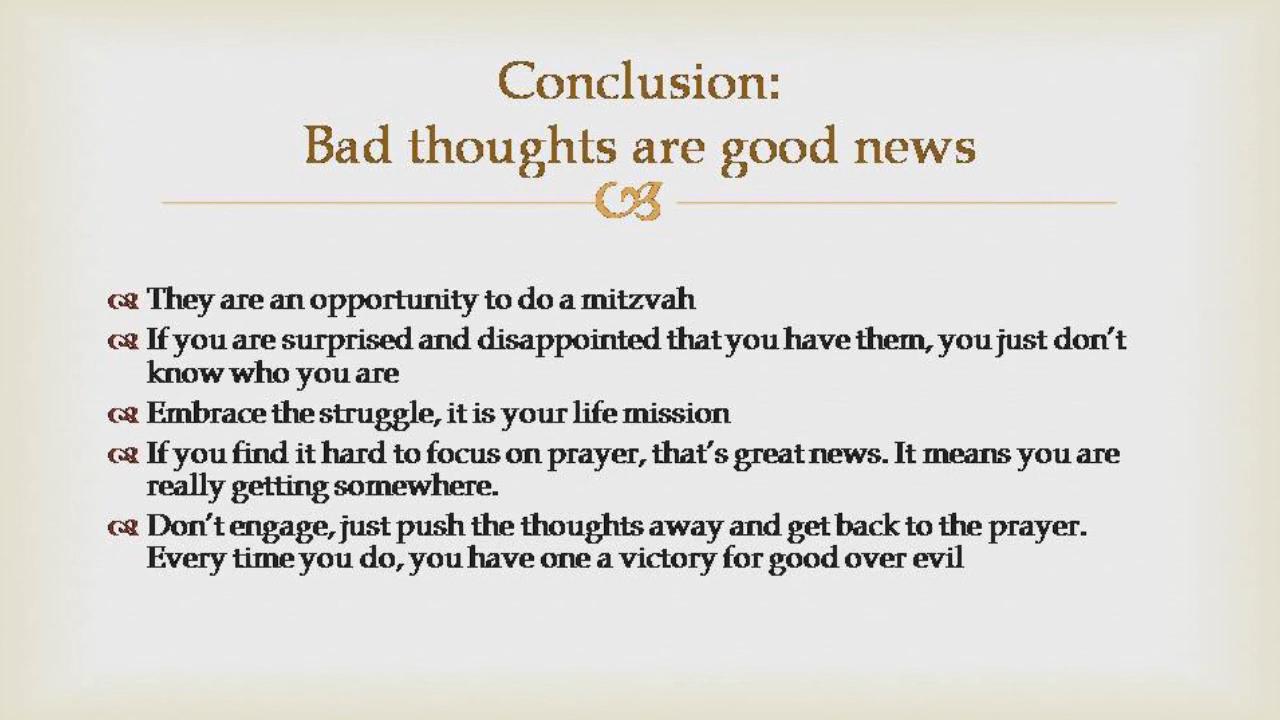 Conclusion:
Bad thoughts are good news
They are an opportunity to do a mitzvah
If you are surprised and disappointed that you have them, you just don't
know who you are
Embrace the struggle, it is your life mission
If you find it hard to focus on prayer, that's great news. It means you are
really getting somewhere.
Don't engage, just push the thoughts away and get back to the prayer.
Every time you do, you have one a victory for good over evil